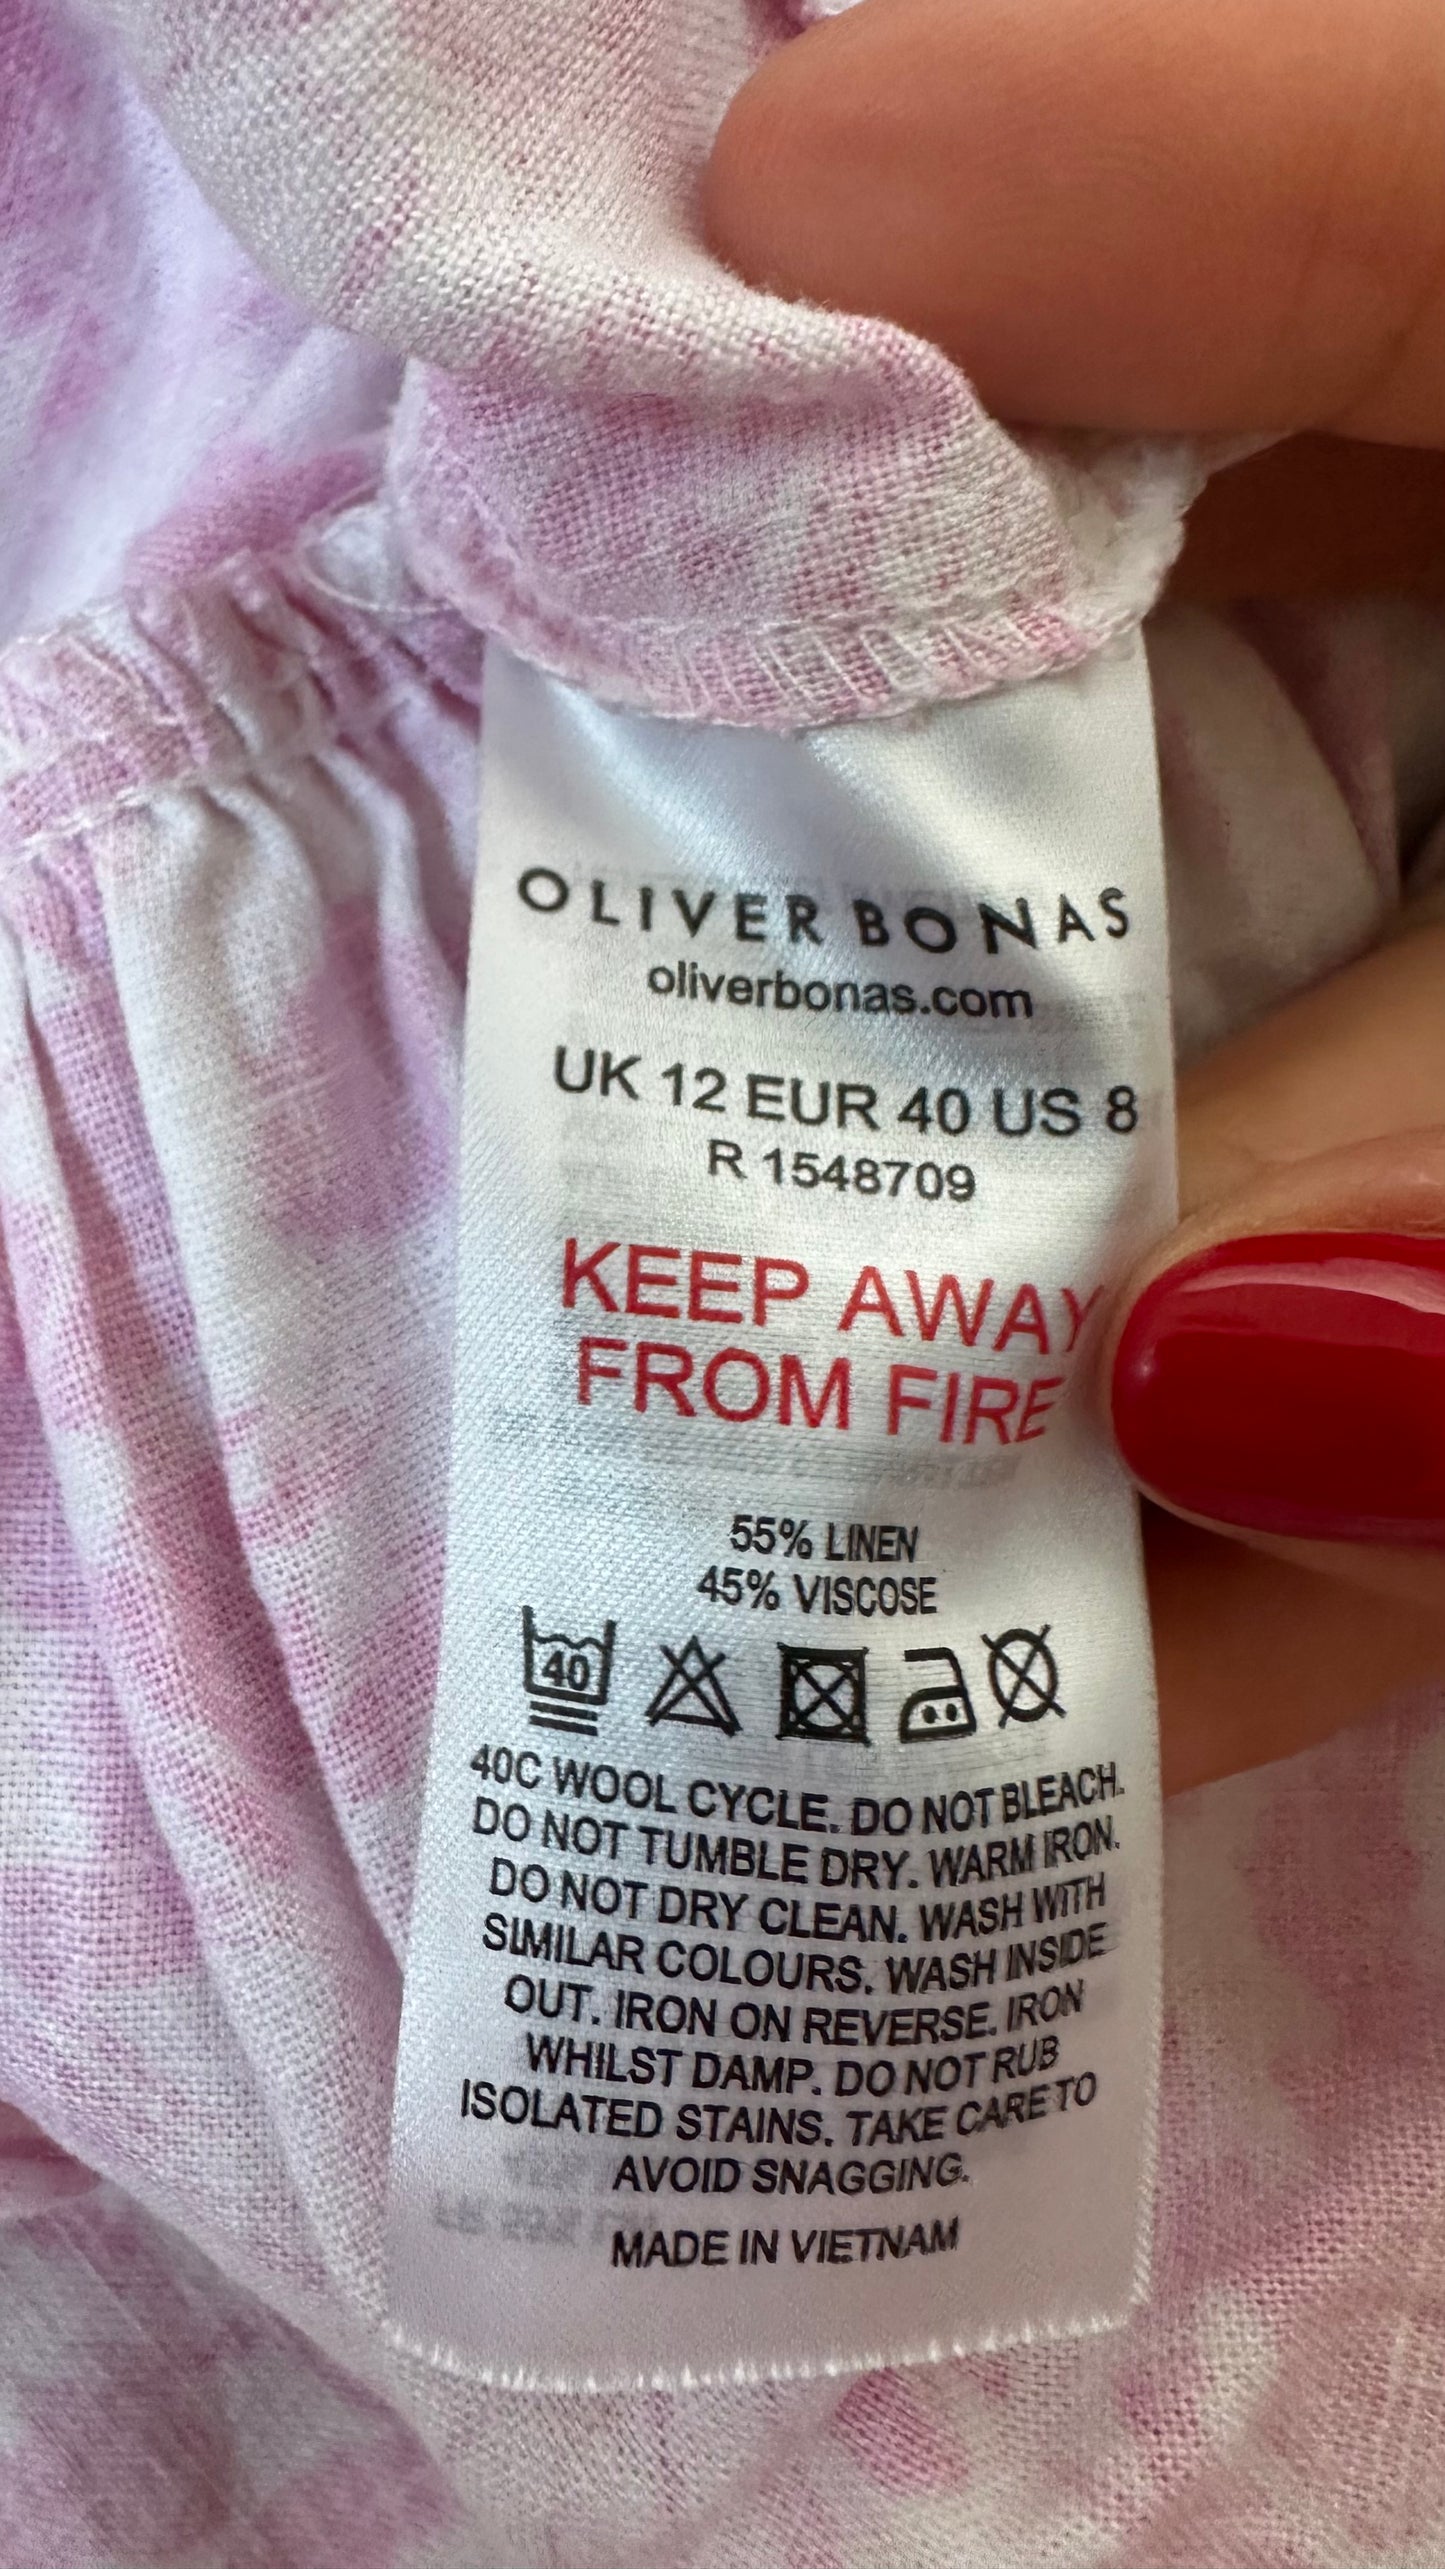 OLIVER BONAS
oliverbonas.com
UK 12 EUR 40 US 8
R 1548709
KEEP AWAY
FROM FIRE
55% LINEN
45% VISCOSE
40
40C WOOL CYCLE. DO NOT BLEACH.
DO NOT TUMBLE DRY. WARM IRON.
DO NOT DRY CLEAN. WASH WITH
SIMILAR COLOURS. WASH INSIDE
OUT. IRON ON REVERSE. IRON
WHILST DAMP. DO NOT RUB
ISOLATED STAINS. TAKE CARE TO
AVOID SNAGGING.
MADE IN VIETNAM